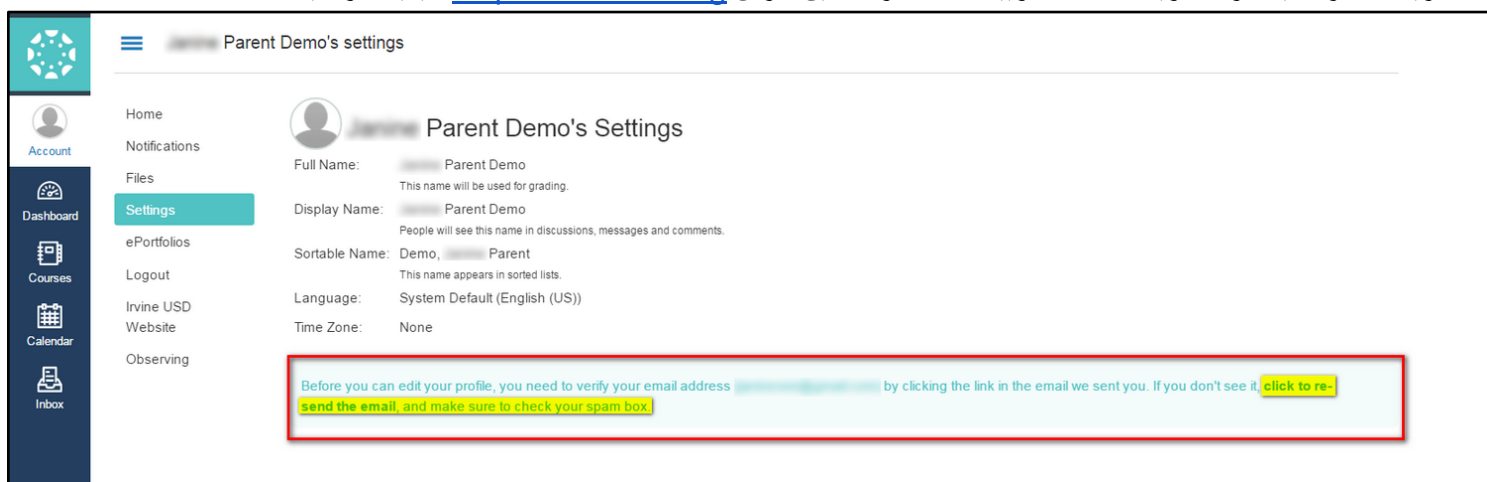 Parent Demo's settings
Account
Dashboard
Courses
Calendar
Inbox
Home
Notifications
Files
Settings
ePortfolios
Logout
Irvine USD
Website
Observing
Parent Demo's Settings
Full Name: Parent Demo
This name will be used for grading.
Display Name: Parent Demo
People will see this name in discussions, messages and comments.
Sortable Name: Demo, Parent
This name appears in sorted lists.
Language: System Default (English (US))
Time Zone: None
Before you can edit your profile, you need to verify your email address by clicking the link in the email we sent you. If you don't see it, click to re-
send the email, and make sure to check your spam box.